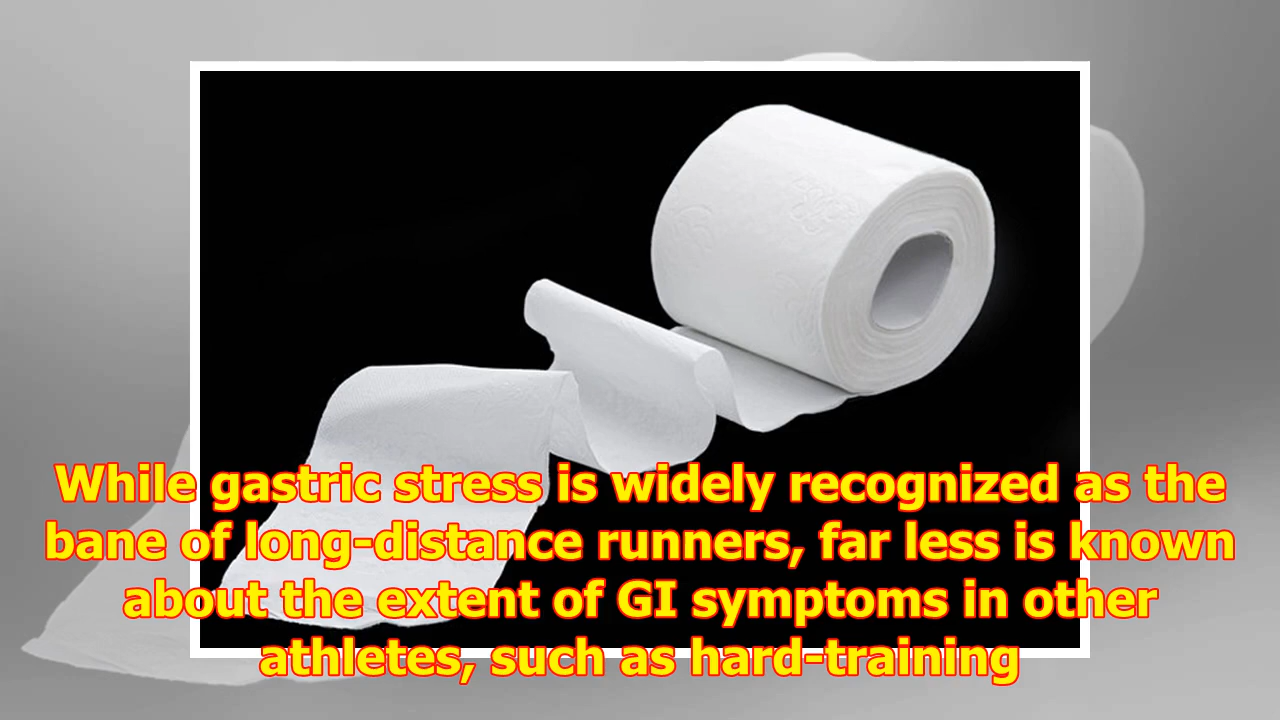 While gastric stress is widely recognized as the
bane of long-distance runners, far less is known
about the extent of GI symptoms in other
athletes, such as hard-training